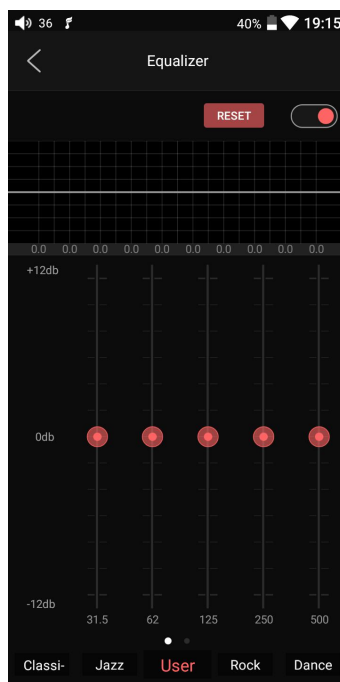 36 40% 19:15
Equalizer
RESET
0.0 0.0 0.0 0.0 0.0 0.0 0.0 0.0 0.0 0.0
+12db
0db
-12db
31.5 62 125 250 500
Classi- Jazz User Rock Dance